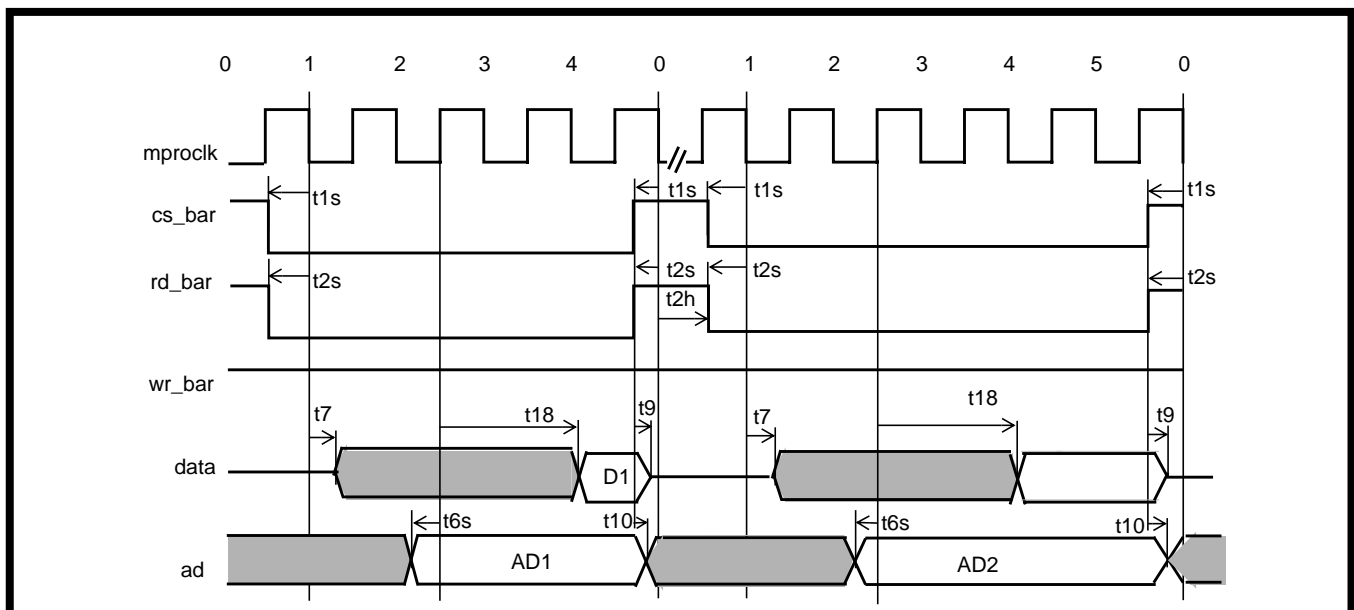 0 1 2 3 4 0 1 2 3 4 5 0
mproclk
t1s t1s t1s t1s
cs_bar
t2s t2s t2s t2s
rd_bar
t2h
wr_bar
t7 t18 t9 t7 t18 t9
data D1
t6s t10 t6s t10
ad AD1 AD2